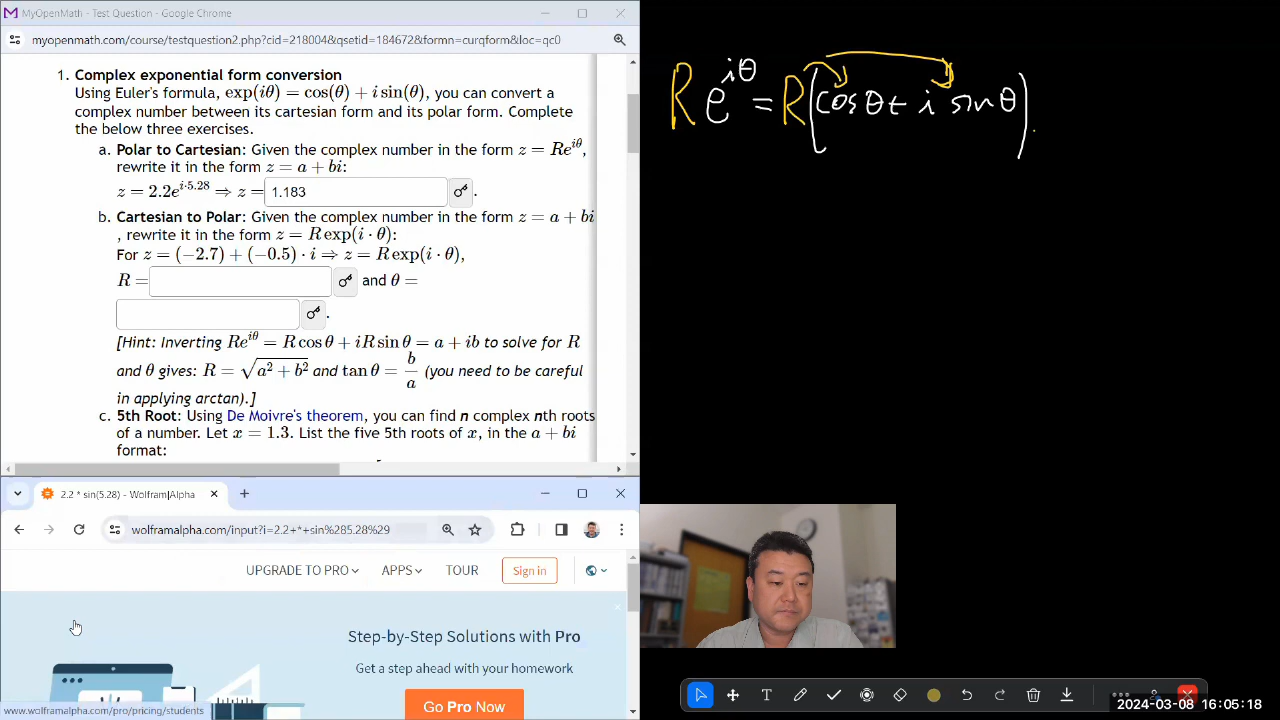 MyOpenMath - Test Question - Google Chrome
myopenmath.com/course/testquestion2.php?cid=218004&qsetid=184672&formn=curqform&loc=qc0
1. Complex exponential form conversion
Using Euler's formula, exp(iθ) = cos(θ) + i sin(θ), you can convert a
complex number between its cartesian form and its polar form. Complete
the below three exercises.
a. Polar to Cartesian: Given the complex number in the form z = Re^{iθ},
rewrite it in the form z = a + bi:
z = 2.2e^{i·5.28} ⇒ z = 1.183 .
b. Cartesian to Polar: Given the complex number in the form z = a + bi
, rewrite it in the form z = R exp(i · θ):
For z = (−2.7) + (−0.5) · i ⇒ z = R exp(i · θ),
R = and θ =
.
[Hint: Inverting Re^{iθ} = R cos θ + iR sin θ = a + ib to solve for R
and θ gives: R = √(a² + b²) and tan θ = b/a (you need to be careful
in applying arctan).]
c. 5th Root: Using De Moivre's theorem, you can find n complex nth roots
of a number. Let x = 1.3. List the five 5th roots of x, in the a + bi
format:
R e^{iθ} = R(cos θ + i sin θ)
2.2 * sin(5.28) - Wolfram|Alpha
wolframalpha.com/input?i=2.2+*+sin%285.28%29
UPGRADE TO PRO APPS TOUR Sign in
Step-by-Step Solutions with Pro
Get a step ahead with your homework
Go Pro Now
www.wolframalpha.com/pro/pricing/students
2024-03-08 16:05:18